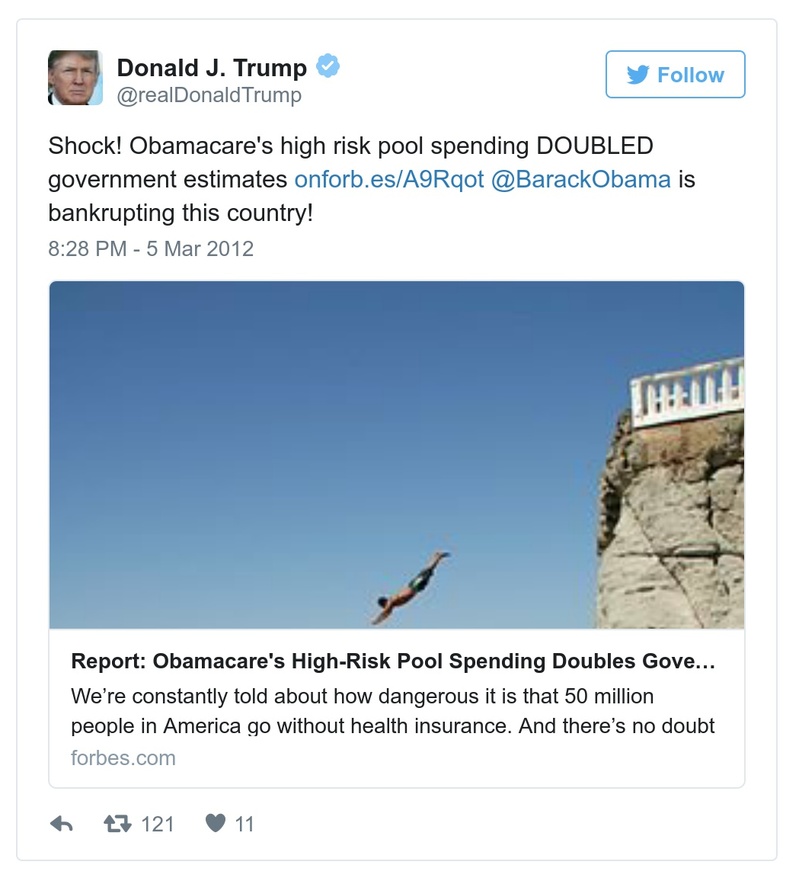 Donald J. Trump
@realDonaldTrump
Follow
Shock! Obamacare's high risk pool spending DOUBLED
government estimates onforb.es/A9Rqot @BarackObama is
bankrupting this country!
8:28 PM - 5 Mar 2012
Report: Obamacare's High-Risk Pool Spending Doubles Gove…
We’re constantly told about how dangerous it is that 50 million
people in America go without health insurance. And there’s no doubt
forbes.com
121 11